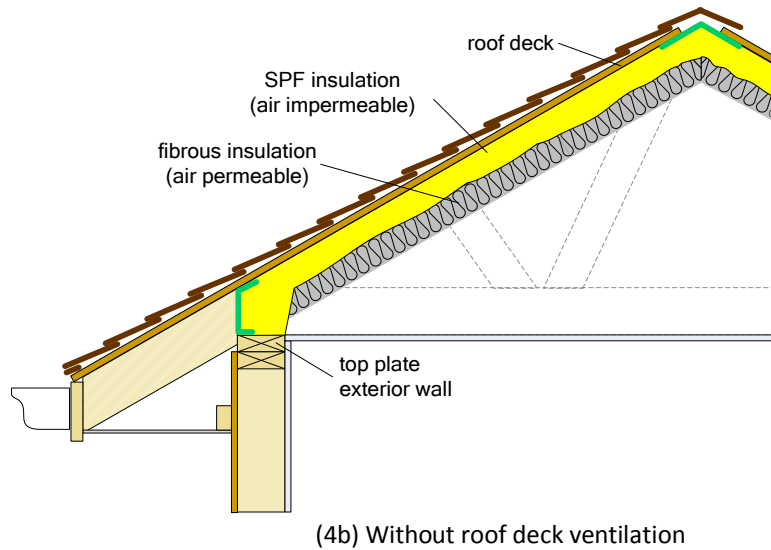 roof deck
SPF insulation
(air impermeable)
fibrous insulation
(air permeable)
top plate
exterior wall
(4b) Without roof deck ventilation